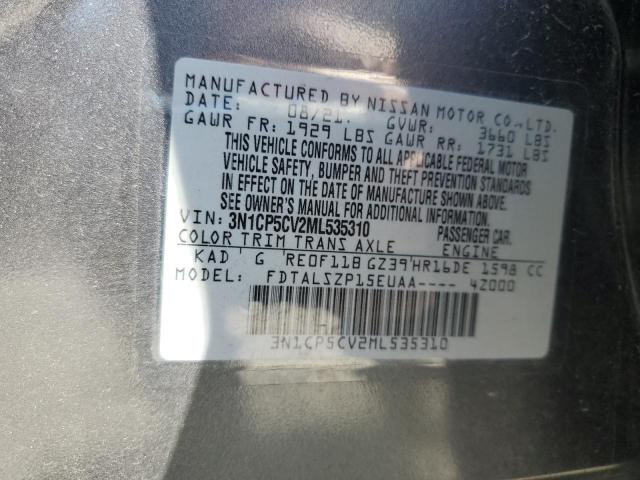 MANUFACTURED BY NISSAN MOTOR CO., LTD.
DATE: 08/21. GVWR: 3660 LBS
GAWR FR: 1929 LBS GAWR RR: 1731 LBS
THIS VEHICLE CONFORMS TO ALL APPLICABLE FEDERAL MOTOR
VEHICLE SAFETY, BUMPER AND THEFT PREVENTION STANDARDS
IN EFFECT ON THE DATE OF MANUFACTURE SHOWN ABOVE.
SEE OWNER'S MANUAL FOR ADDITIONAL INFORMATION.
VIN: 3N1CP5CV2ML535310 PASSENGER CAR.
COLOR TRIM TRANS AXLE ENGINE
KAD G RE0F11B GZ39 HR16DE 1598 CC
MODEL: FDTALSZP15EUAA---- 42000
3N1CP5CV2ML535310